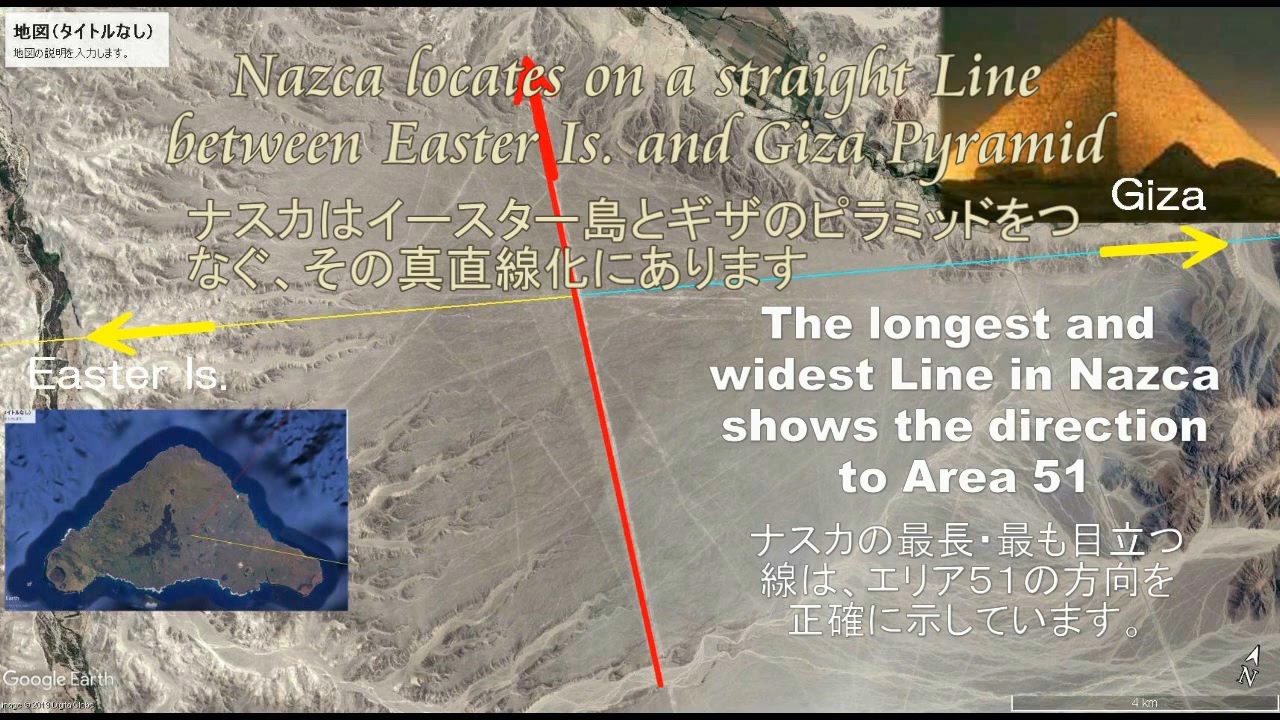 地図(タイトルなし)
地図の説明を入力します。
Nazca locates on a straight Line
between Easter Is. and Giza Pyramid
Giza
ナスカはイースター島とギザのピラミッドをつ
なぐ、その真直線化にあります
The longest and
widest Line in Nazca
shows the direction
to Area 51
Easter Is.
ナスカの最長・最も目立つ
線は、エリア51の方向を
正確に示しています。
Google Earth
N
4 km